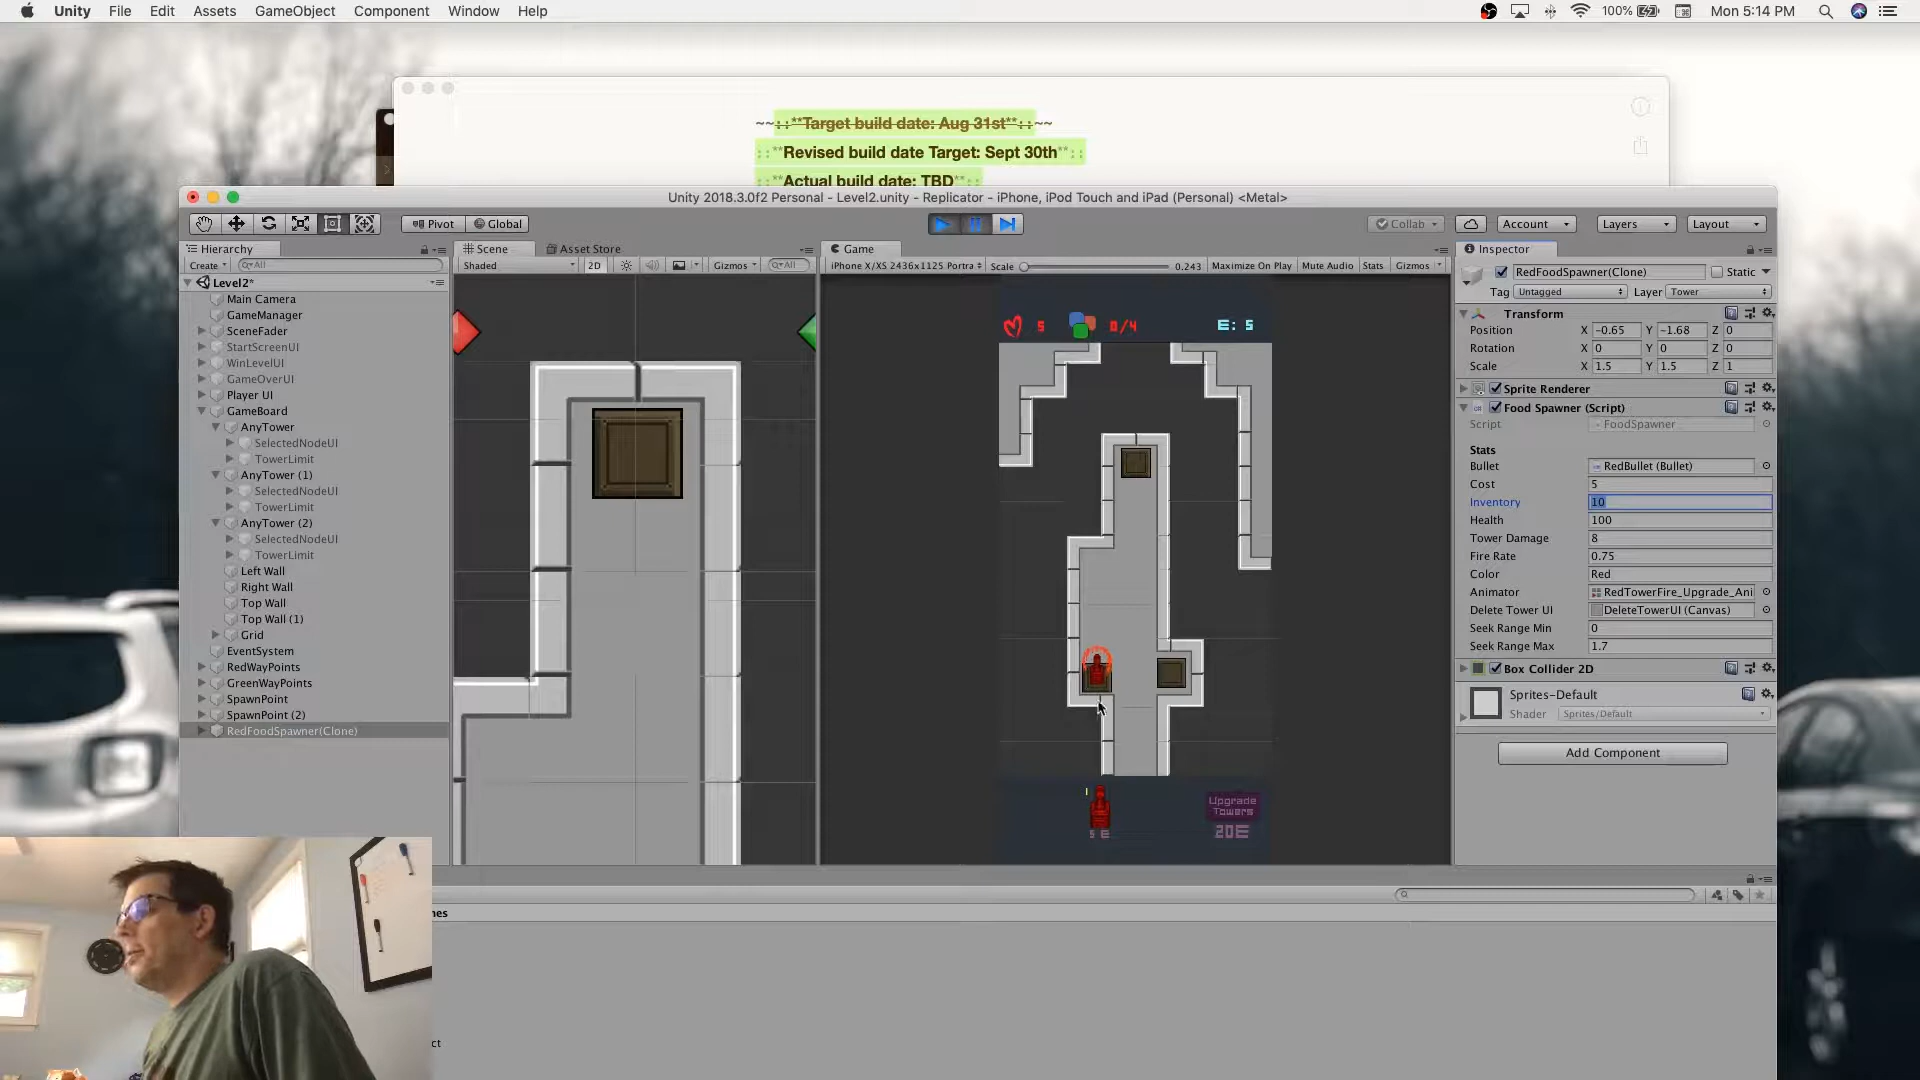 Unity File Edit Assets GameObject Component Window Help 100% Mon 5:14 PM
~~::**Target build date: Aug 31st**::~~
::**Revised build date Target: Sept 30th**::
::**Actual build date: TBD**::
Unity 2018.3.0f2 Personal - Level2.unity - Replicator - iPhone, iPod Touch and iPad (Personal) <Metal>
Pivot Global Collab Account Layers Layout
Hierarchy Scene Asset Store Game Inspector
Create All Shaded 2D Gizmos All iPhone X/XS 2436x1125 Portra Scale 0.243 Maximize On Play Mute Audio Stats Gizmos
Level2*
Main Camera
GameManager
SceneFader
StartScreenUI
WinLevelUI
GameOverUI
Player UI
GameBoard
AnyTower
SelectedNodeUI
TowerLimit
AnyTower (1)
SelectedNodeUI
TowerLimit
AnyTower (2)
SelectedNodeUI
TowerLimit
Left Wall
Right Wall
Top Wall
Top Wall (1)
Grid
EventSystem
RedWayPoints
GreenWayPoints
SpawnPoint
SpawnPoint (2)
RedFoodSpawner(Clone)
5 0/4 E: 5
5 E
Upgrade
Towers
20E
RedFoodSpawner(Clone) Static
Tag Untagged Layer Tower
Transform
Position X -0.65 Y -1.68 Z 0
Rotation X 0 Y 0 Z 0
Scale X 1.5 Y 1.5 Z 1
Sprite Renderer
Food Spawner (Script)
Script FoodSpawner
Stats
Bullet RedBullet (Bullet)
Cost 5
Inventory 10
Health 100
Tower Damage 8
Fire Rate 0.75
Color Red
Animator RedTowerFire_Upgrade_Ani
Delete Tower UI DeleteTowerUI (Canvas)
Seek Range Min 0
Seek Range Max 1.7
Box Collider 2D
Sprites-Default
Shader Sprites/Default
Add Component
nes
ct